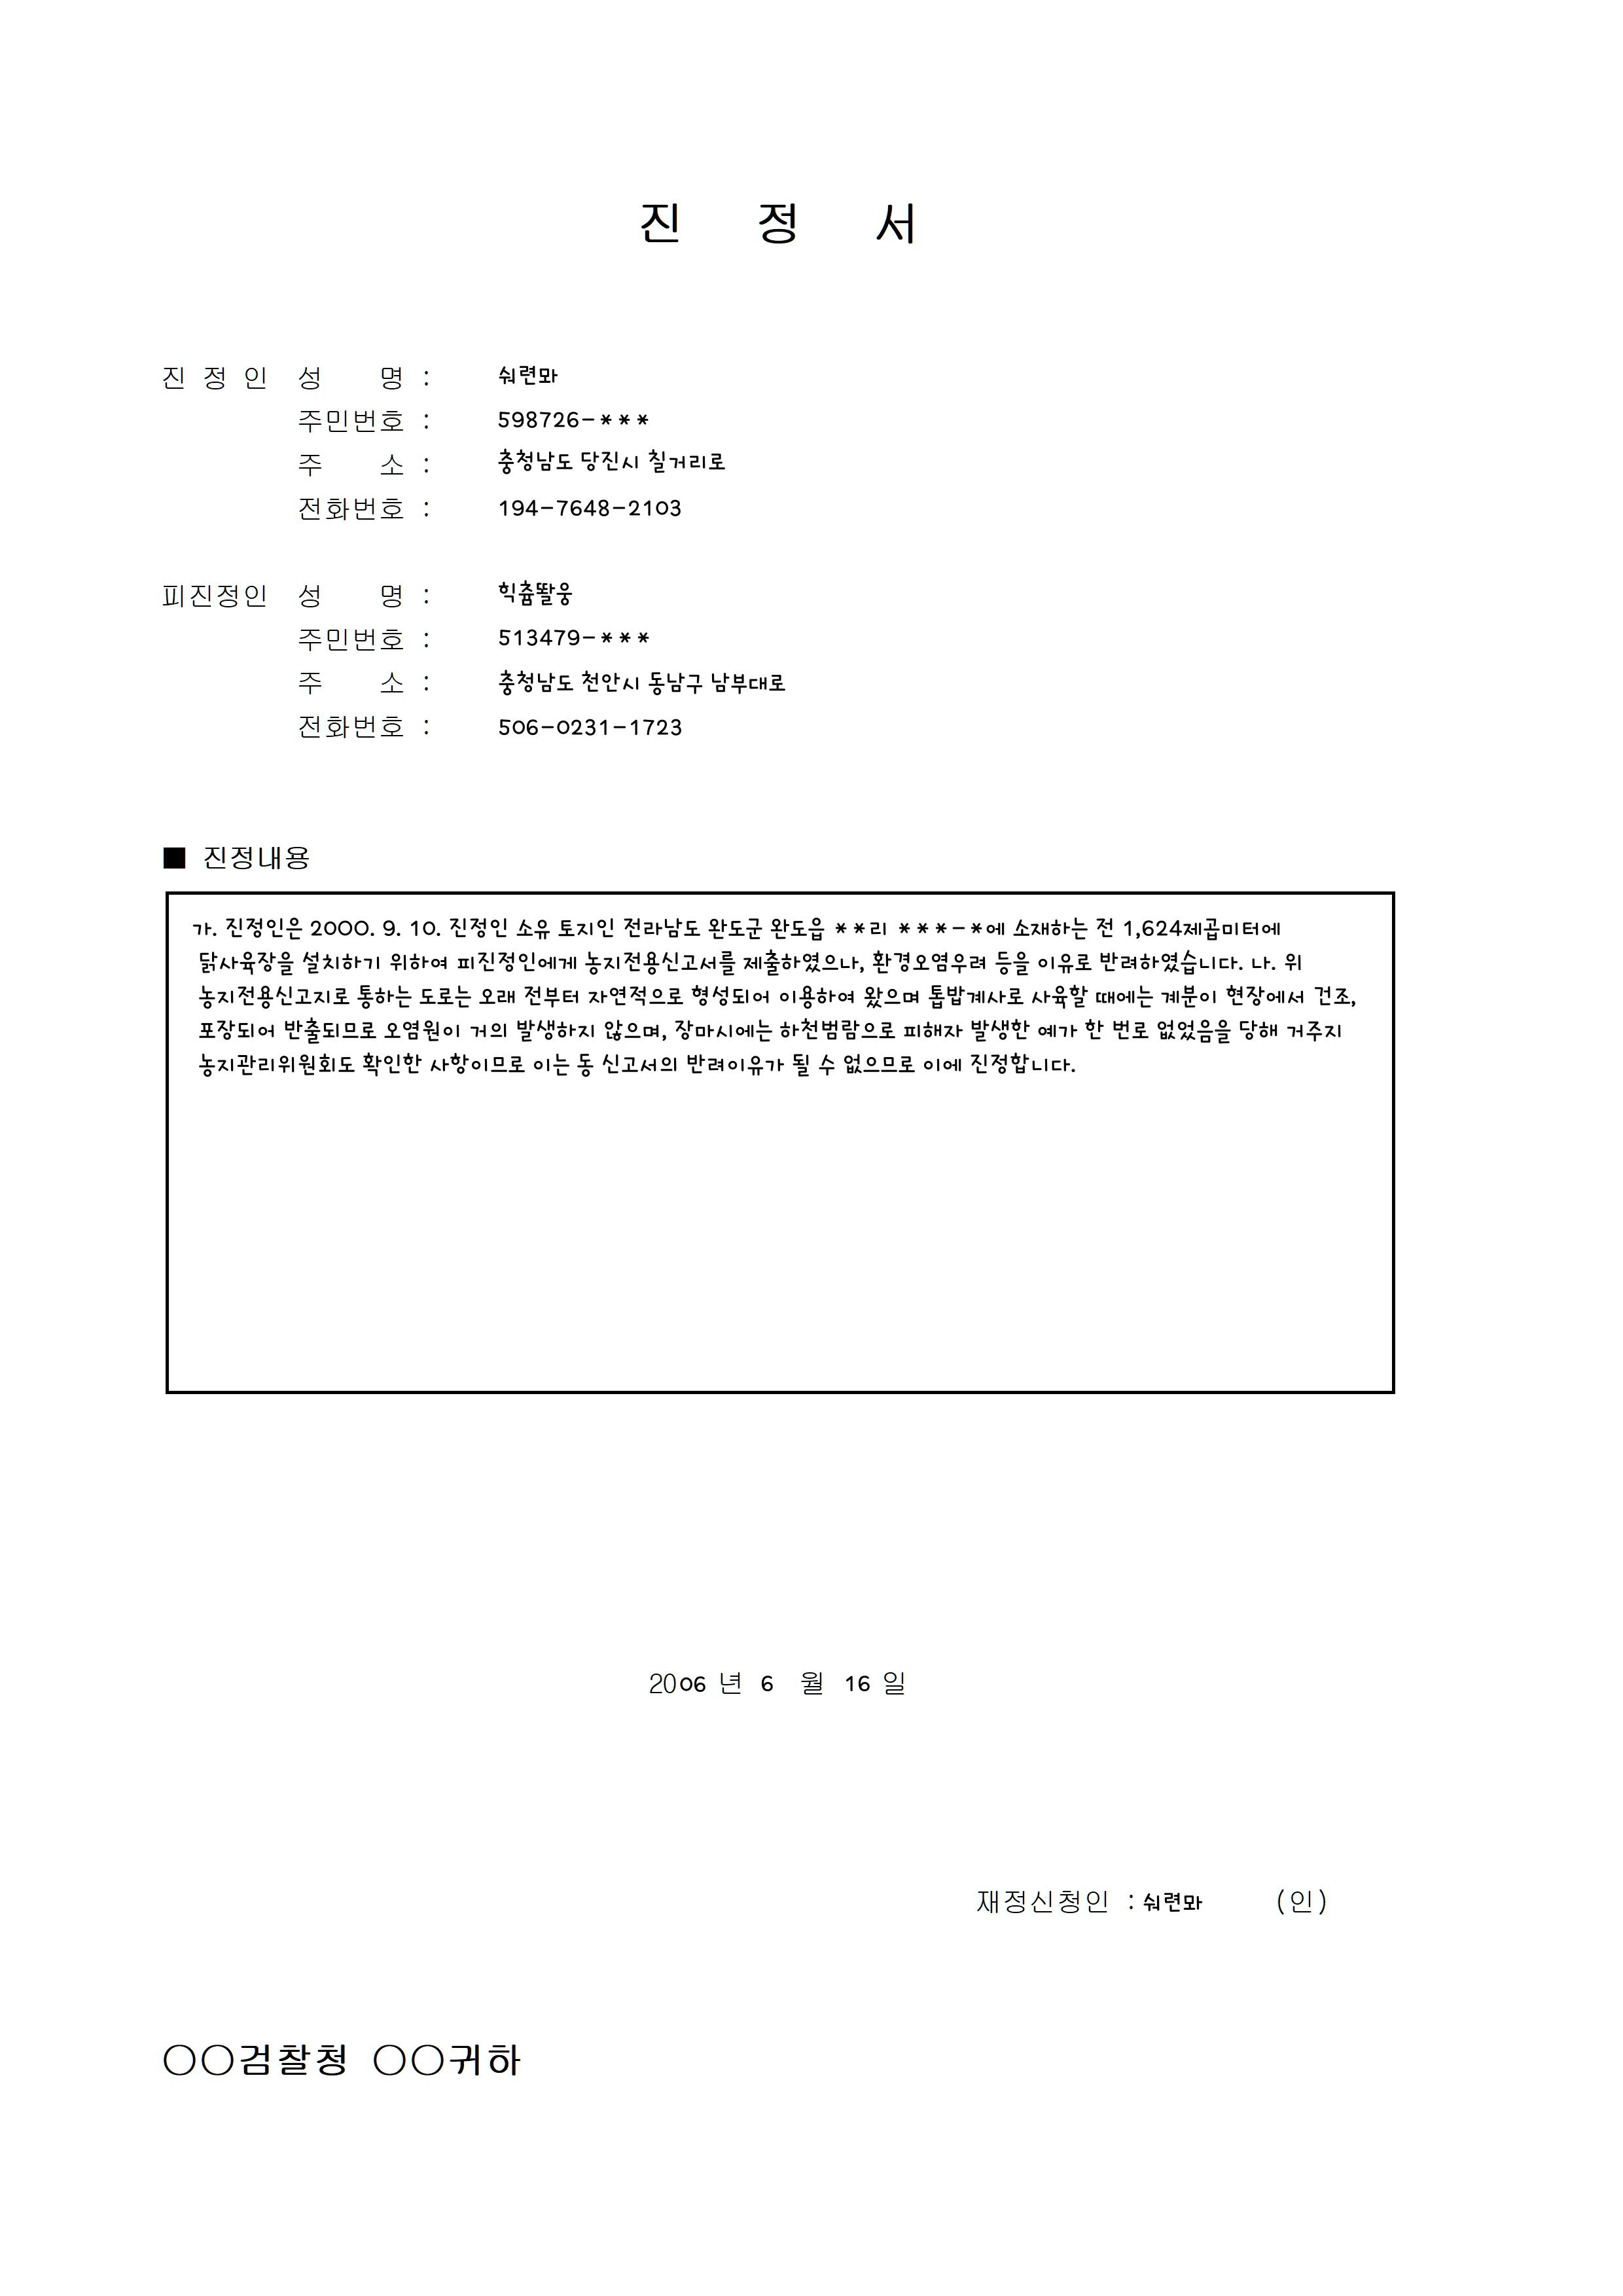 진 정 서
진 정 인 성 명 : 숴련뫄
주민번호 : 598726-***
주 소 : 충청남도 당진시 칠거리로
전화번호 : 194-7648-2103
피진정인 성 명 : 힉츔뙬웅
주민번호 : 513479-***
주 소 : 충청남도 천안시 동남구 남부대로
전화번호 : 506-0231-1723
■ 진정내용
가. 진정인은 2000. 9. 10. 진정인 소유 토지인 전라남도 완도군 완도읍 **리 ***-*에 소재하는 전 1,624제곱미터에
닭사육장을 설치하기 위하여 피진정인에게 농지전용신고서를 제출하였으나, 환경오염우려 등을 이유로 반려하였습니다. 나. 위
농지전용신고지로 통하는 도로는 오래 전부터 자연적으로 형성되어 이용하여 왔으며 톱밥계사로 사육할 때에는 계분이 현장에서 건조,
포장되어 반출되므로 오염원이 거의 발생하지 않으며, 장마시에는 하천범람으로 피해자 발생한 예가 한 번로 없었음을 당해 거주지
농지관리위원회도 확인한 사항이므로 이는 동 신고서의 반려이유가 될 수 없으므로 이에 진정합니다.
2006 년 6 월 16 일
재정신청인 : 숴련뫄 (인)
○○검찰청 ○○귀하